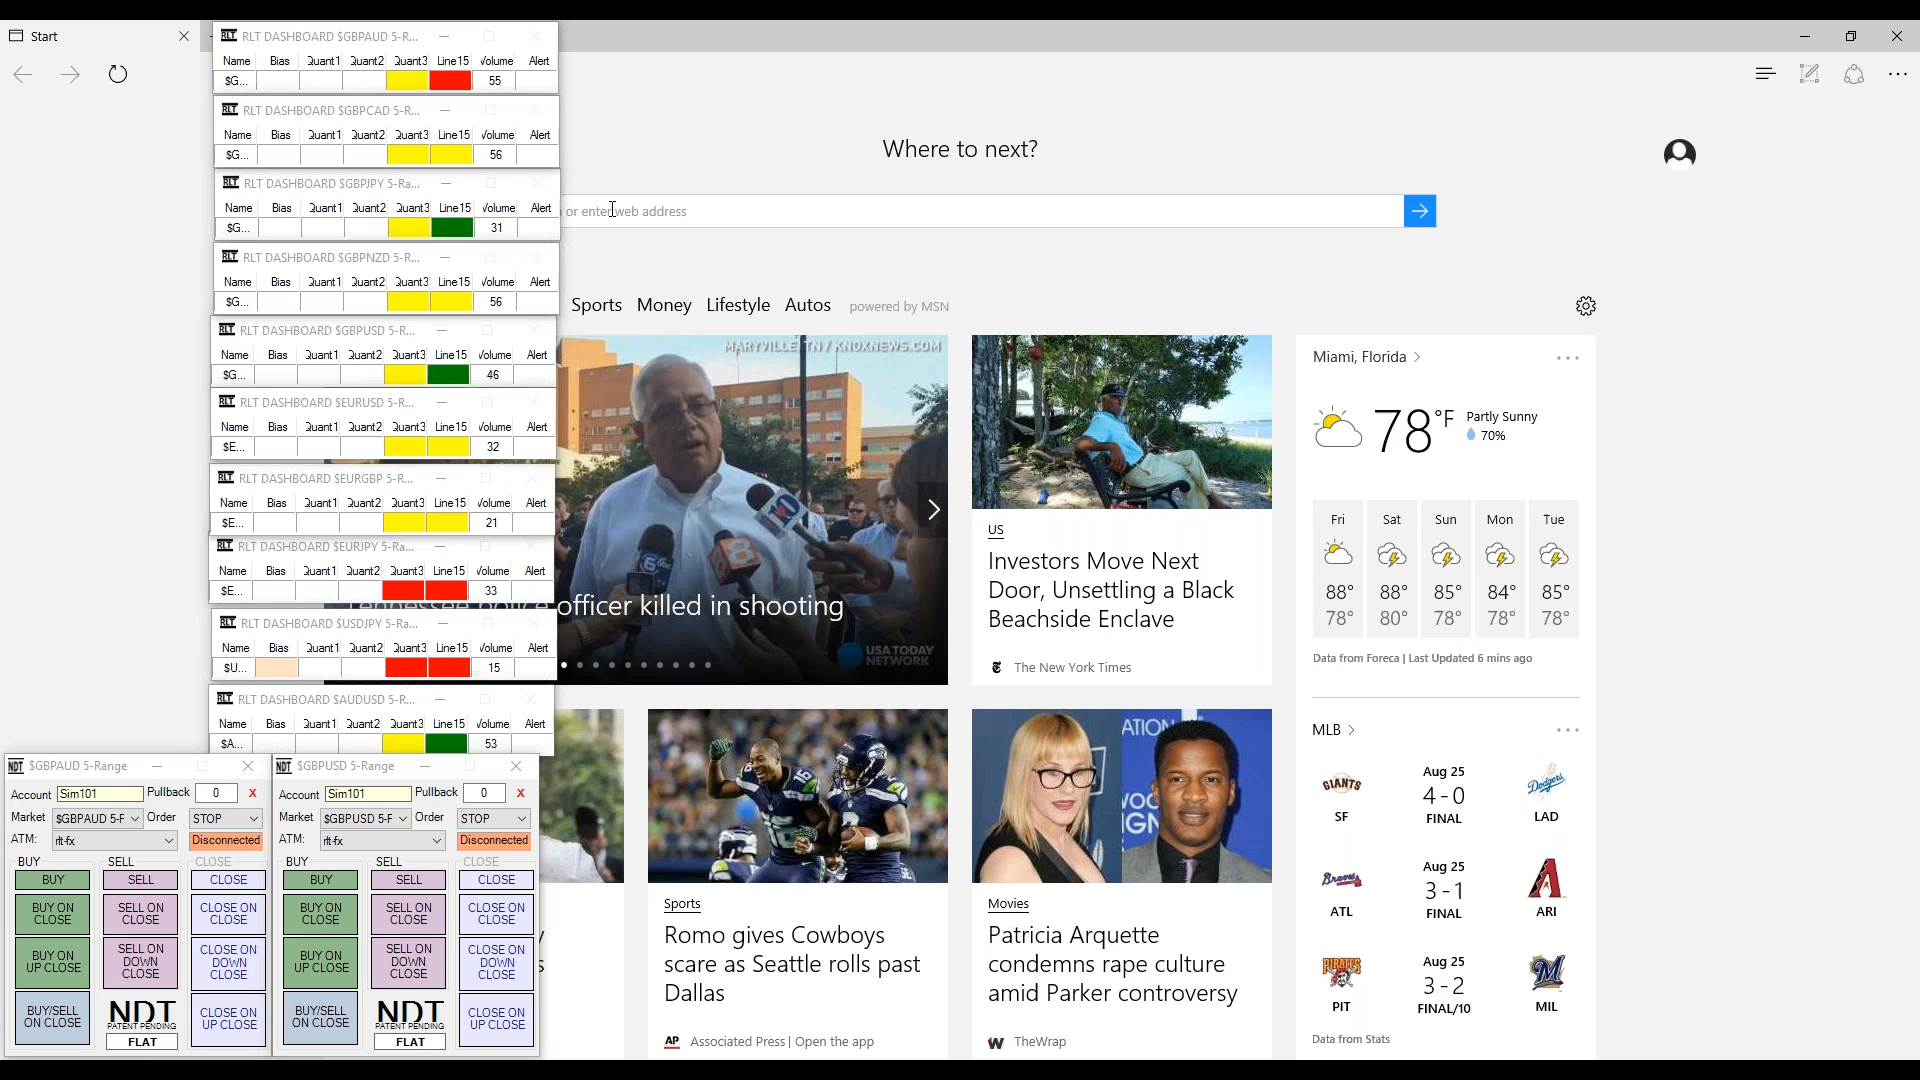 Start
RLT DASHBOARD $GBPAUD 5-R...
Name Bias Quant1 Quant2 Quant3 Line15 Volume Alert
$G... 55
RLT DASHBOARD $GBPCAD 5-R...
Name Bias Quant1 Quant2 Quant3 Line15 Volume Alert
$G... 56
RLT DASHBOARD $GBPJPY 5-Ra...
Name Bias Quant1 Quant2 Quant3 Line15 Volume Alert
$G... 31
RLT DASHBOARD $GBPNZD 5-R...
Name Bias Quant1 Quant2 Quant3 Line15 Volume Alert
$G... 56
RLT DASHBOARD $GBPUSD 5-R...
Name Bias Quant1 Quant2 Quant3 Line15 Volume Alert
$G... 46
RLT DASHBOARD $EURUSD 5-R...
Name Bias Quant1 Quant2 Quant3 Line15 Volume Alert
$E... 32
RLT DASHBOARD $EURGBP 5-R...
Name Bias Quant1 Quant2 Quant3 Line15 Volume Alert
$E... 21
RLT DASHBOARD $EURJPY 5-Ra...
Name Bias Quant1 Quant2 Quant3 Line15 Volume Alert
$E... 33
RLT DASHBOARD $USDJPY 5-Ra...
Name Bias Quant1 Quant2 Quant3 Line15 Volume Alert
$U... 15
RLT DASHBOARD $AUDUSD 5-R...
Name Bias Quant1 Quant2 Quant3 Line15 Volume Alert
$A... 53
NDT $GBPAUD 5-Range
Account Sim101 Pullback 0 X
Market $GBPAUD 5-F Order STOP
ATM: rlt-fx Disconnected
BUY SELL CLOSE
BUY SELL CLOSE
BUY ON CLOSE SELL ON CLOSE CLOSE ON CLOSE
BUY ON UP CLOSE SELL ON DOWN CLOSE CLOSE ON DOWN CLOSE
BUY/SELL ON CLOSE NDT PATENT PENDING FLAT CLOSE ON UP CLOSE
NDT $GBPUSD 5-Range
Account Sim101 Pullback 0 X
Market $GBPUSD 5-F Order STOP
ATM: rlt-fx Disconnected
BUY SELL CLOSE
BUY SELL CLOSE
BUY ON CLOSE SELL ON CLOSE CLOSE ON CLOSE
BUY ON UP CLOSE SELL ON DOWN CLOSE CLOSE ON DOWN CLOSE
BUY/SELL ON CLOSE NDT PATENT PENDING FLAT CLOSE ON UP CLOSE
Where to next?
or enter web address
Sports Money Lifestyle Autos powered by MSN
MARYVILLE, TN / KNOXNEWS.COM
Tennessee police officer killed in shooting
USA TODAY
NETWORK
US
Investors Move Next
Door, Unsettling a Black
Beachside Enclave
The New York Times
Sports
Romo gives Cowboys
scare as Seattle rolls past
Dallas
AP Associated Press | Open the app
Movies
Patricia Arquette
condemns rape culture
amid Parker controversy
W TheWrap
Miami, Florida
78 °F Partly Sunny
70%
Fri Sat Sun Mon Tue
88° 88° 85° 84° 85°
78° 80° 78° 78° 78°
Data from Foreca | Last Updated 6 mins ago
MLB
GIANTS Aug 25 Dodgers
4-0
SF FINAL LAD
Braves Aug 25
3-1
ATL FINAL ARI
PIRATES Aug 25
3-2
PIT FINAL/10 MIL
Data from Stats